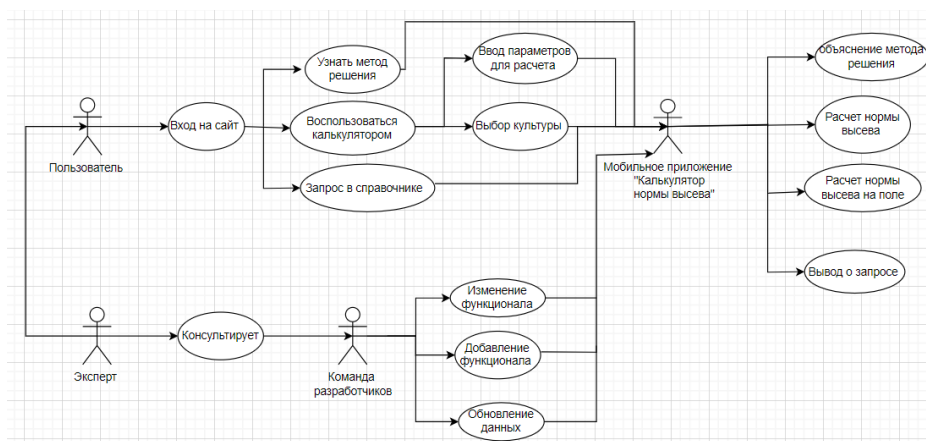 Узнать метод
решения
Ввод параметров
для расчета
объяснение метода
решения
Вход на сайт
Воспользоваться
калькулятором
Выбор культуры
Расчет нормы
высева
Пользователь
Запрос в справочнике
Мобильное приложение
"Калькулятор
нормы высева"
Расчет нормы
высева на поле
Вывод о запросе
Изменение
функционала
Консультирует
Добавление
функционала
Эксперт
Команда
разработчиков
Обновление
данных